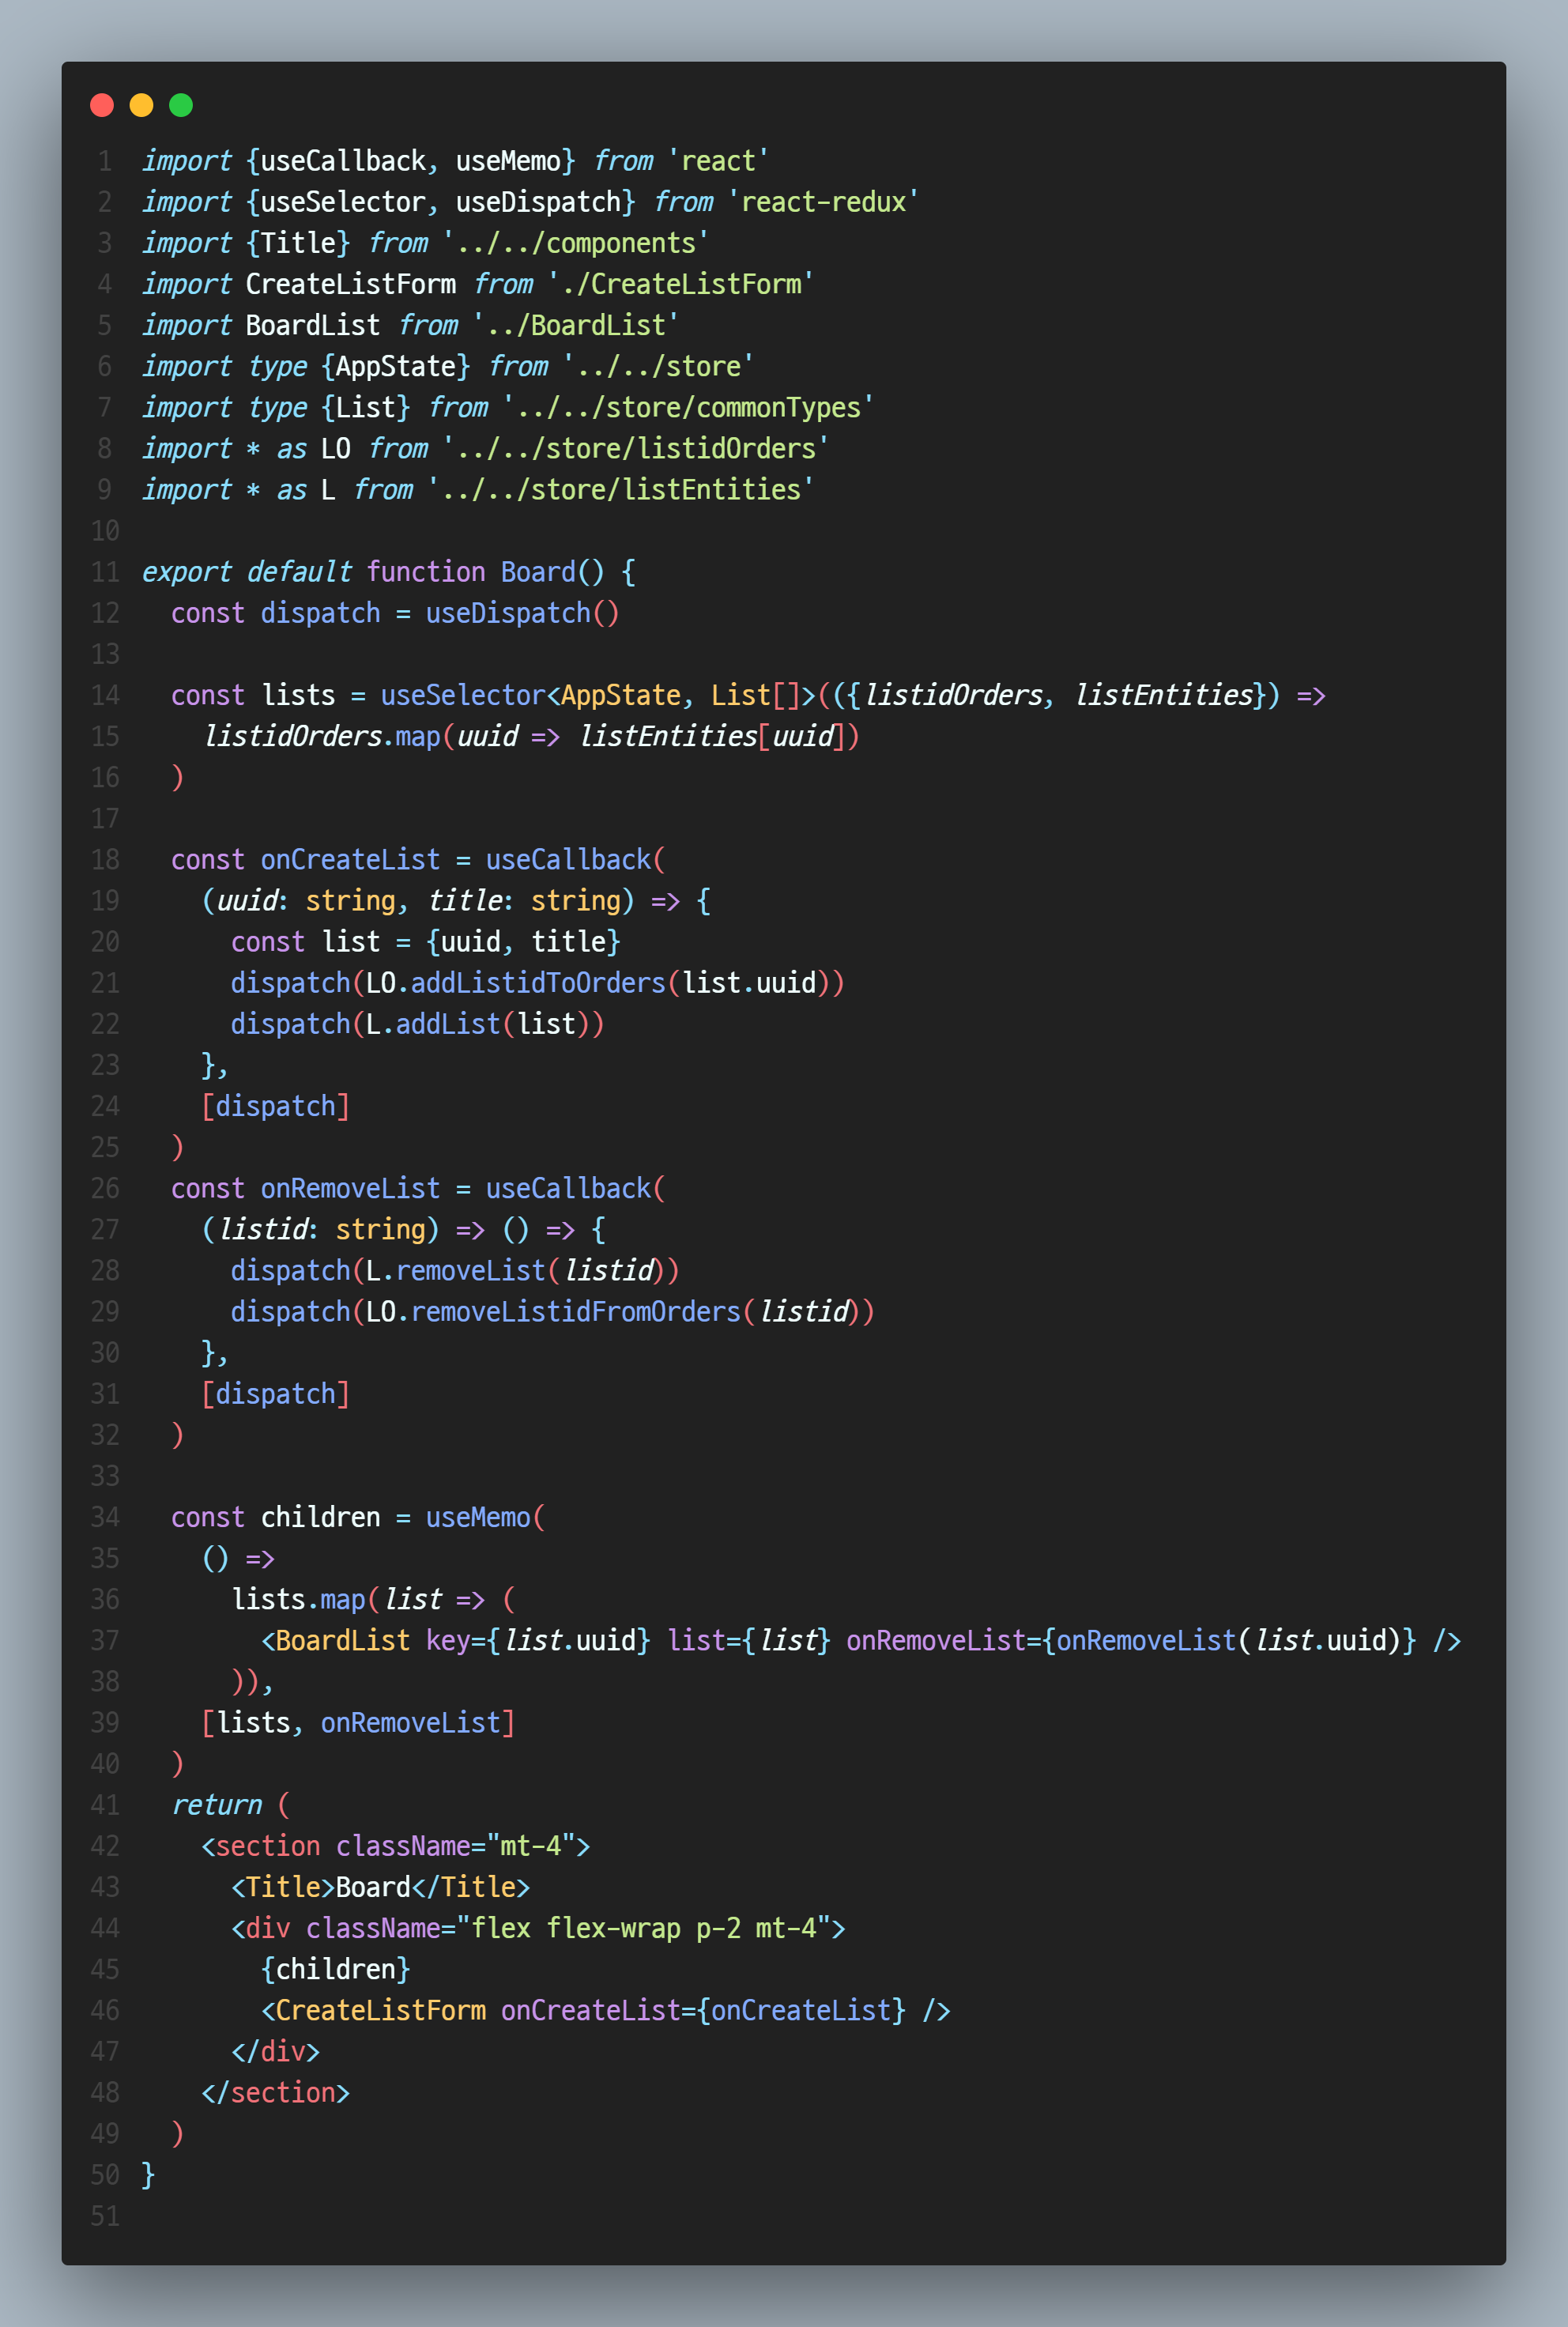 1 import {useCallback, useMemo} from 'react'
2 import {useSelector, useDispatch} from 'react-redux'
3 import {Title} from '../../components'
4 import CreateListForm from './CreateListForm'
5 import BoardList from '../BoardList'
6 import type {AppState} from '../../store'
7 import type {List} from '../../store/commonTypes'
8 import * as LO from '../../store/listidOrders'
9 import * as L from '../../store/listEntities'
10
11 export default function Board() {
12   const dispatch = useDispatch()
13
14   const lists = useSelector<AppState, List[]>(({listidOrders, listEntities}) =>
15     listidOrders.map(uuid => listEntities[uuid])
16   )
17
18   const onCreateList = useCallback(
19     (uuid: string, title: string) => {
20       const list = {uuid, title}
21       dispatch(LO.addListidToOrders(list.uuid))
22       dispatch(L.addList(list))
23     },
24     [dispatch]
25   )
26   const onRemoveList = useCallback(
27     (listid: string) => () => {
28       dispatch(L.removeList(listid))
29       dispatch(LO.removeListidFromOrders(listid))
30     },
31     [dispatch]
32   )
33
34   const children = useMemo(
35     () =>
36       lists.map(list => (
37         <BoardList key={list.uuid} list={list} onRemoveList={onRemoveList(list.uuid)} />
38       )),
39     [lists, onRemoveList]
40   )
41   return (
42     <section className="mt-4">
43       <Title>Board</Title>
44       <div className="flex flex-wrap p-2 mt-4">
45         {children}
46         <CreateListForm onCreateList={onCreateList} />
47       </div>
48     </section>
49   )
50 }
51